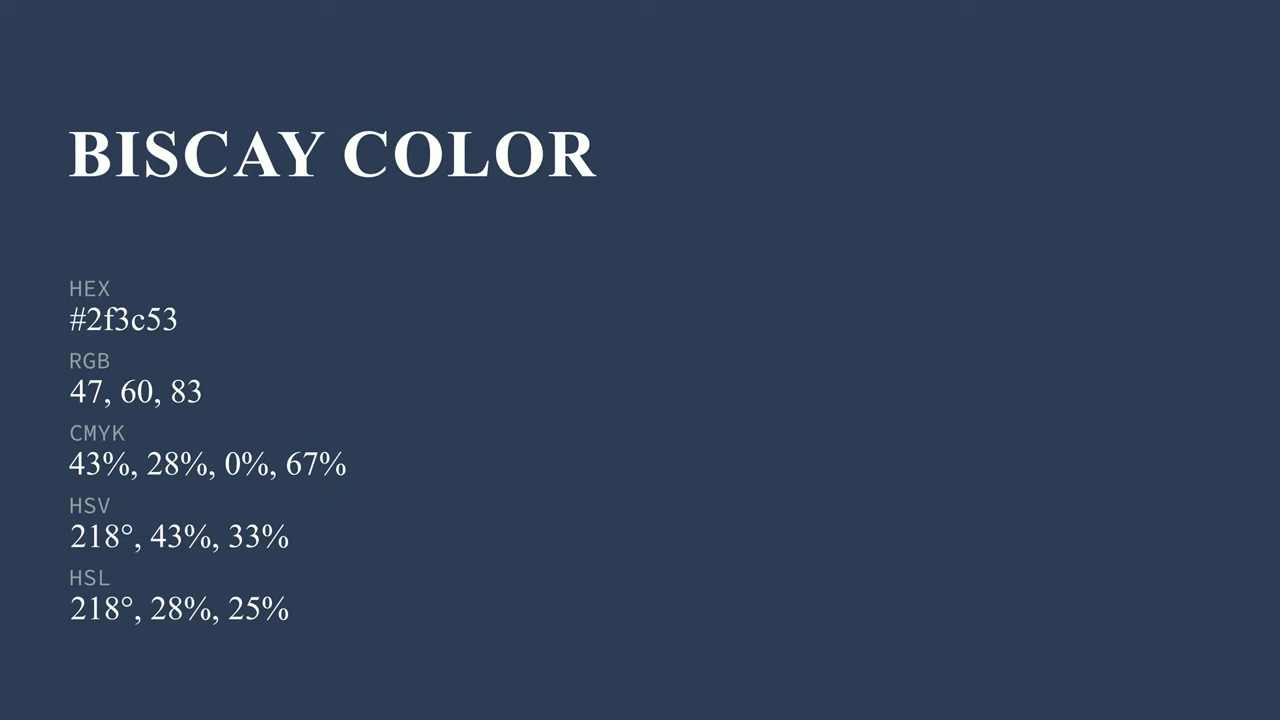 BISCAY COLOR
HEX
#2f3c53
RGB
47, 60, 83
CMYK
43%, 28%, 0%, 67%
HSV
218°, 43%, 33%
HSL
218°, 28%, 25%